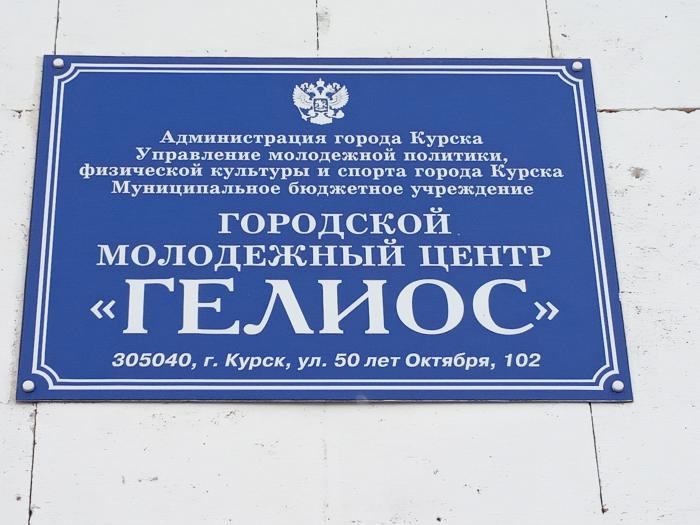 Администрация города Курска
Управление молодежной политики,
физической культуры и спорта города Курска
Муниципальное бюджетное учреждение
ГОРОДСКОЙ
МОЛОДЕЖНЫЙ ЦЕНТР
«ГЕЛИОС»
305040, г. Курск, ул. 50 лет Октября, 102